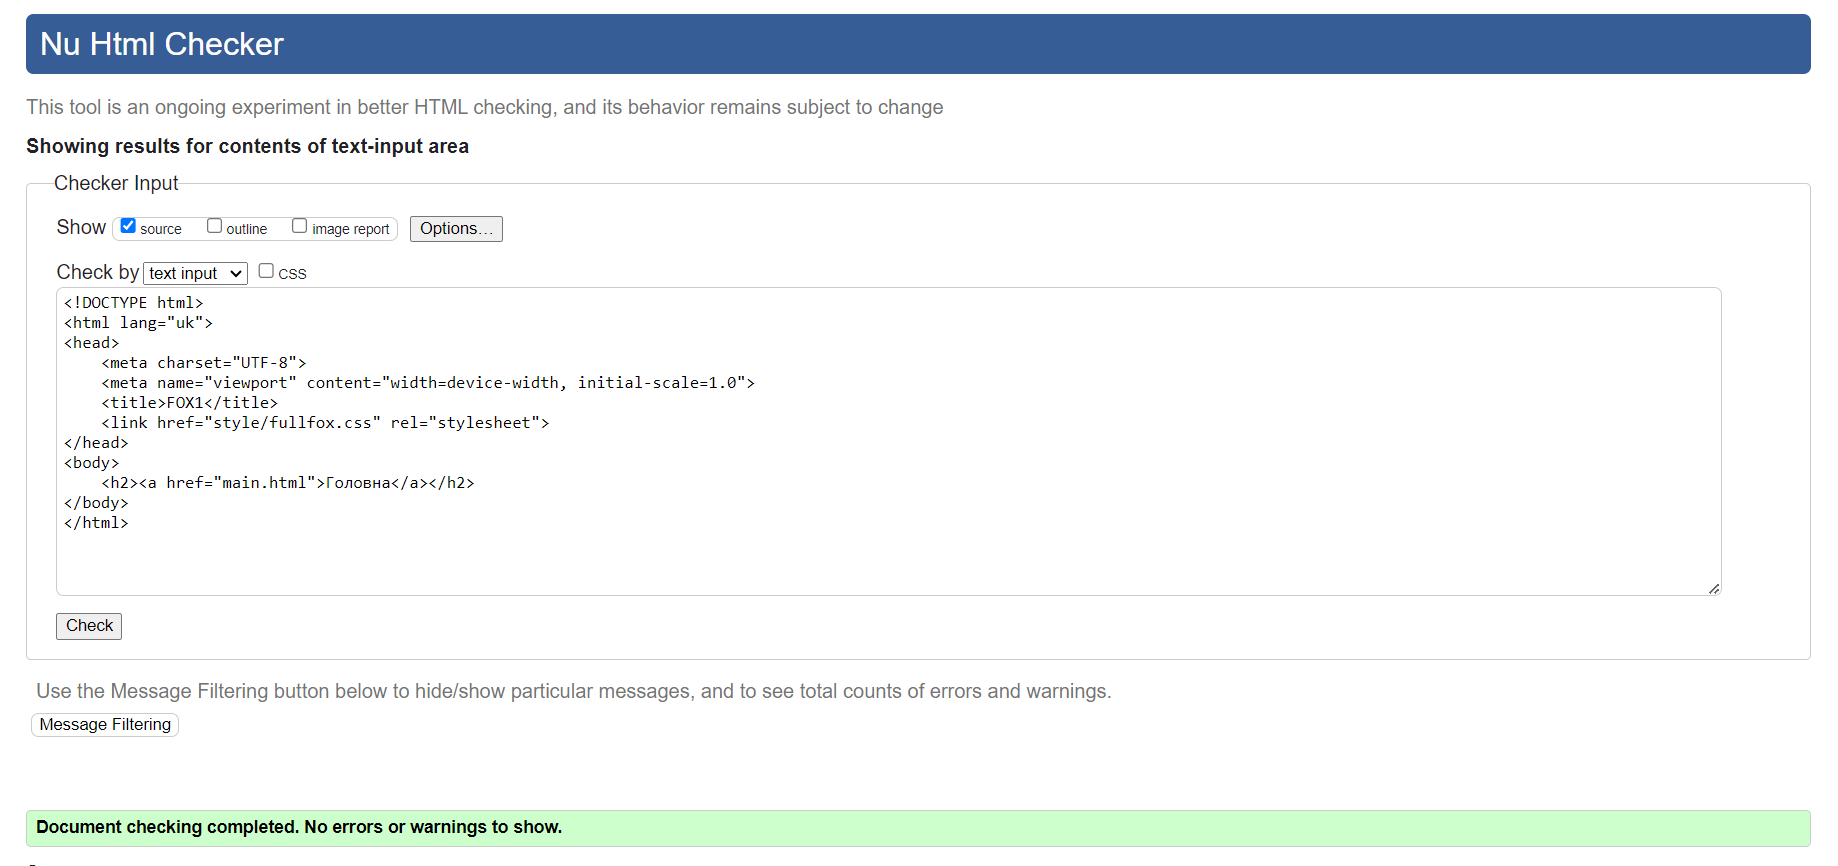 Nu Html Checker
This tool is an ongoing experiment in better HTML checking, and its behavior remains subject to change
Showing results for contents of text-input area
Checker Input
Show source outline image report Options...
Check by text input CSS
<!DOCTYPE html>
<html lang="uk">
<head>
    <meta charset="UTF-8">
    <meta name="viewport" content="width=device-width, initial-scale=1.0">
    <title>FOX1</title>
    <link href="style/fullfox.css" rel="stylesheet">
</head>
<body>
    <h2><a href="main.html">Головна</a></h2>
</body>
</html>
Check
Use the Message Filtering button below to hide/show particular messages, and to see total counts of errors and warnings.
Message Filtering
Document checking completed. No errors or warnings to show.